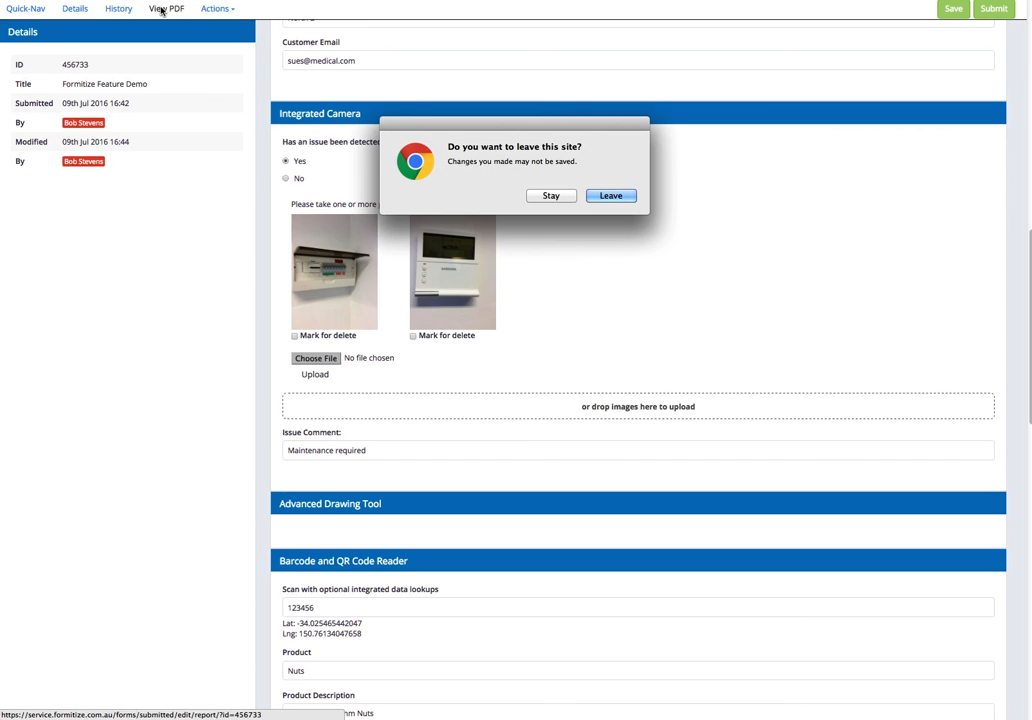 Quick-Nav Details History View PDF Actions Save Submit
Details
ID 456733
Title Formitize Feature Demo
Submitted 09th Jul 2016 16:42
By Bob Stevens
Modified 09th Jul 2016 16:44
By Bob Stevens
Customer Email
sues@medical.com
Integrated Camera
Has an issue been detected
Yes
No
Please take one or more
Do you want to leave this site?
Changes you made may not be saved.
Stay Leave
Mark for delete Mark for delete
Choose File No file chosen
Upload
or drop images here to upload
Issue Comment:
Maintenance required
Advanced Drawing Tool
Barcode and QR Code Reader
Scan with optional integrated data lookups
123456
Lat: -34.025465442047
Lng: 150.76134047658
Product
Nuts
Product Description
hm Nuts
https://service.formitize.com.au/forms/submitted/edit/report/?id=456733